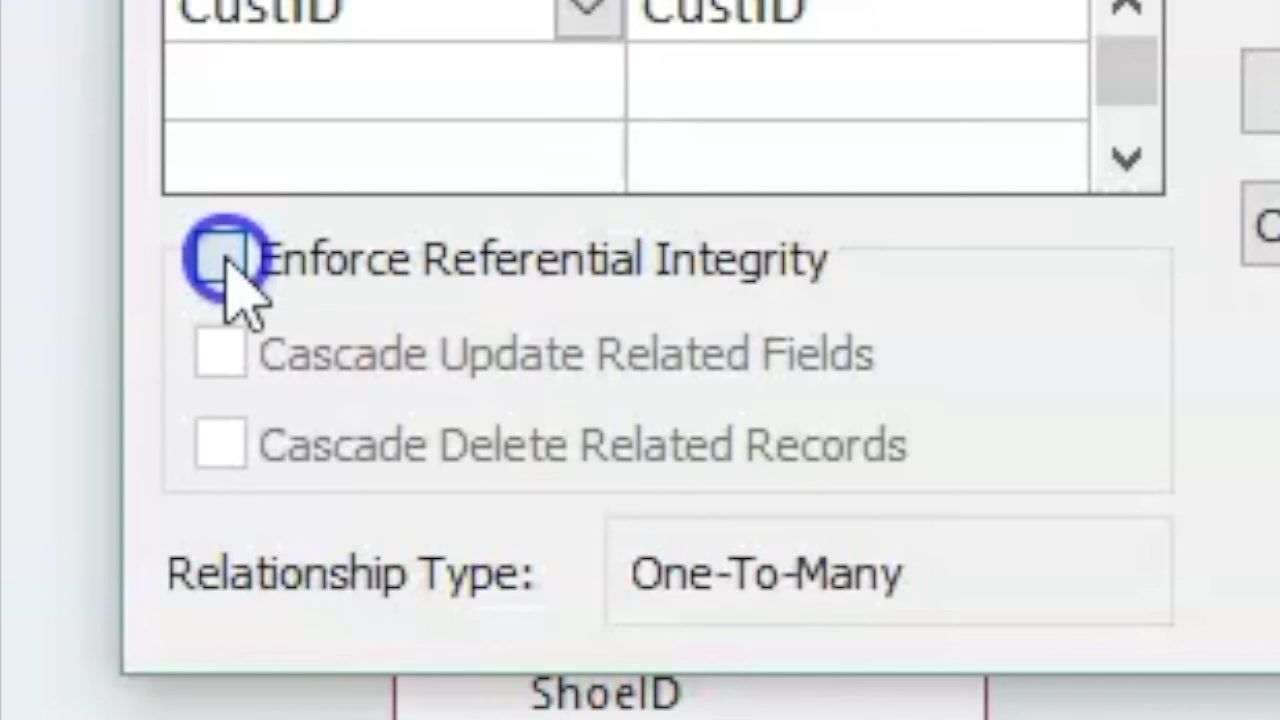 CustID CustID
Enforce Referential Integrity
Cascade Update Related Fields
Cascade Delete Related Records
Relationship Type: One-To-Many
ShoeID